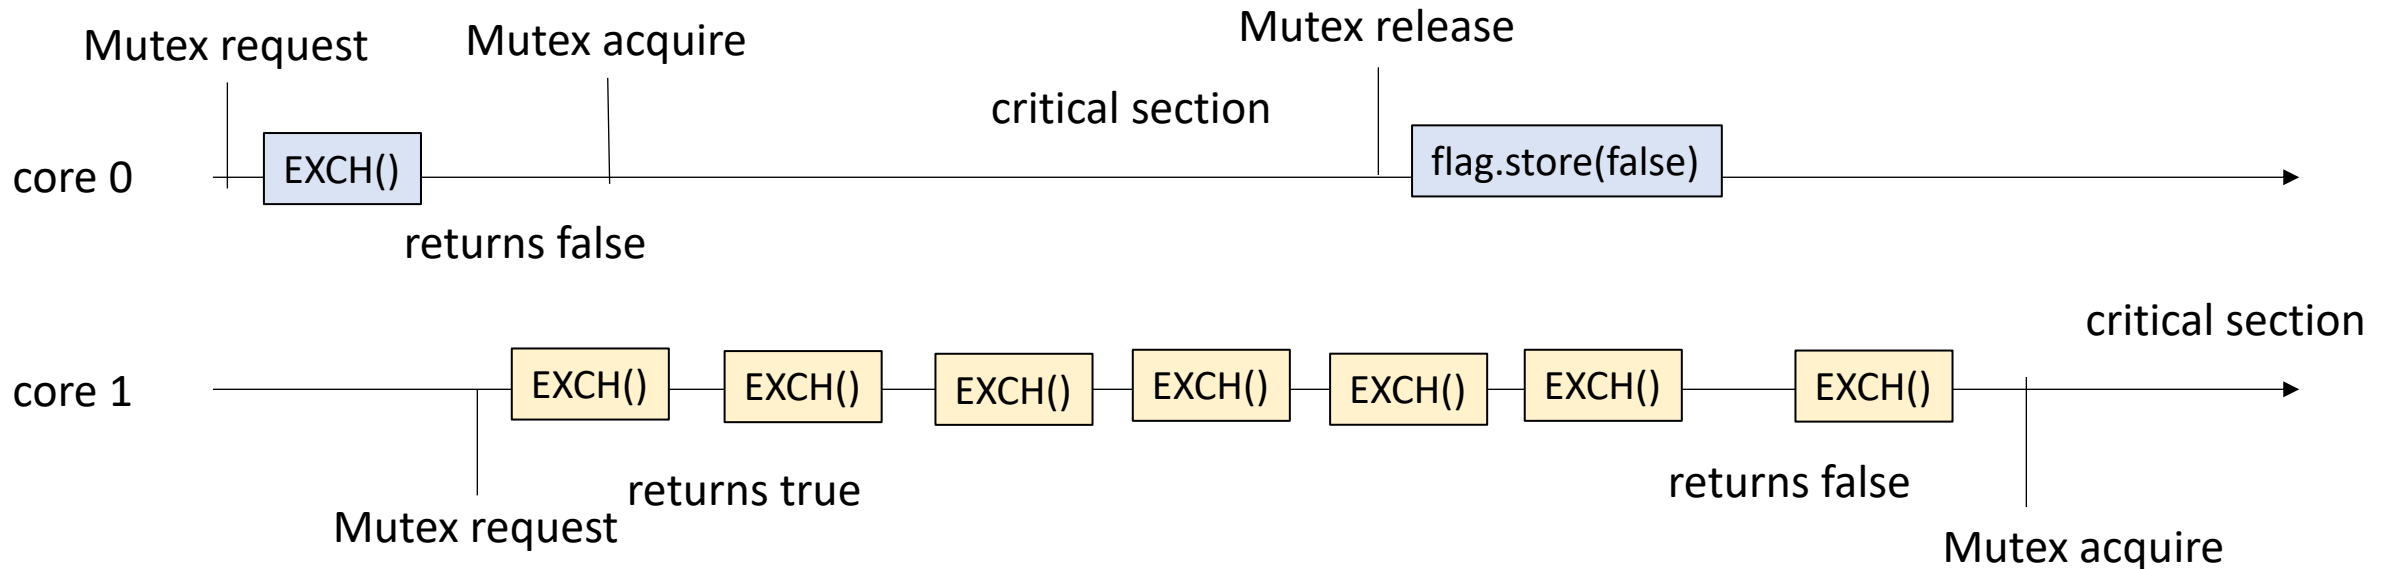 Mutex request
Mutex acquire
Mutex release
critical section
core 0
EXCH()
flag.store(false)
returns false
critical section
core 1
EXCH()
EXCH()
EXCH()
EXCH()
EXCH()
EXCH()
EXCH()
returns true
returns false
Mutex request
Mutex acquire